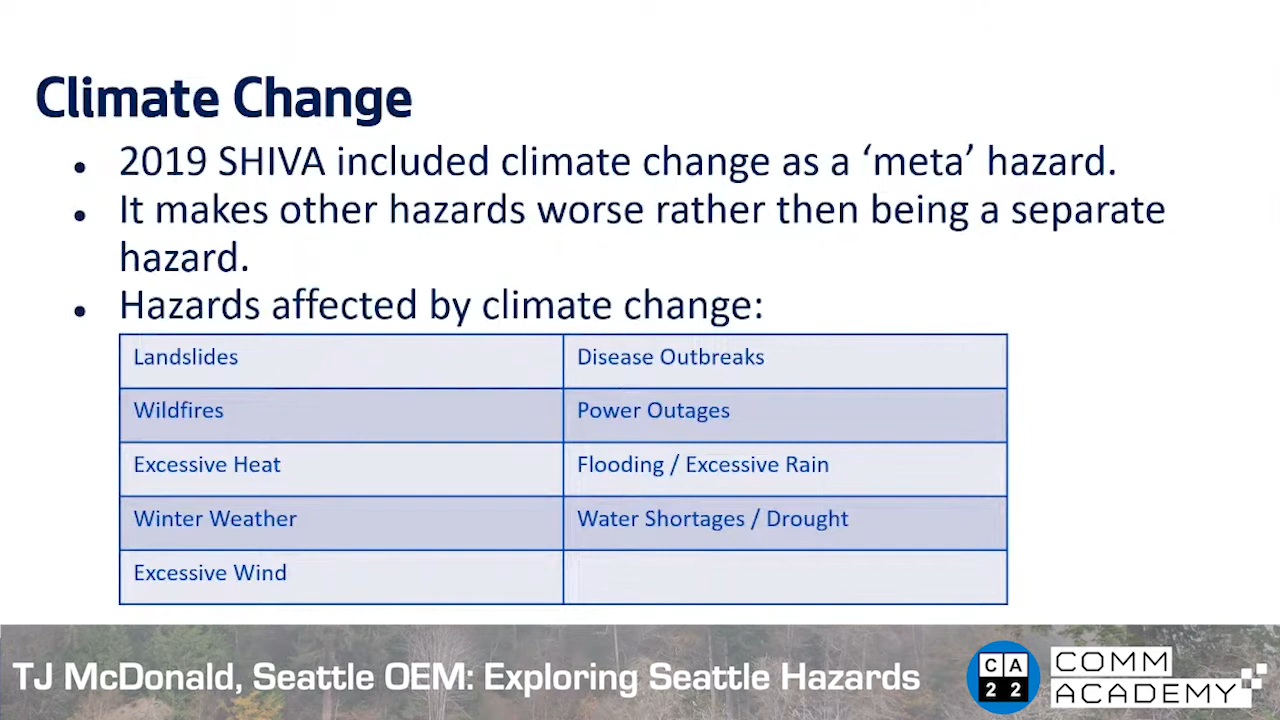 Climate Change
• 2019 SHIVA included climate change as a ‘meta’ hazard.
• It makes other hazards worse rather then being a separate
hazard.
• Hazards affected by climate change:
Landslides
Disease Outbreaks
Wildfires
Power Outages
Excessive Heat
Flooding / Excessive Rain
Winter Weather
Water Shortages / Drought
Excessive Wind
TJ McDonald, Seattle OEM: Exploring Seattle Hazards
CA
22
COMM
ACADEMY